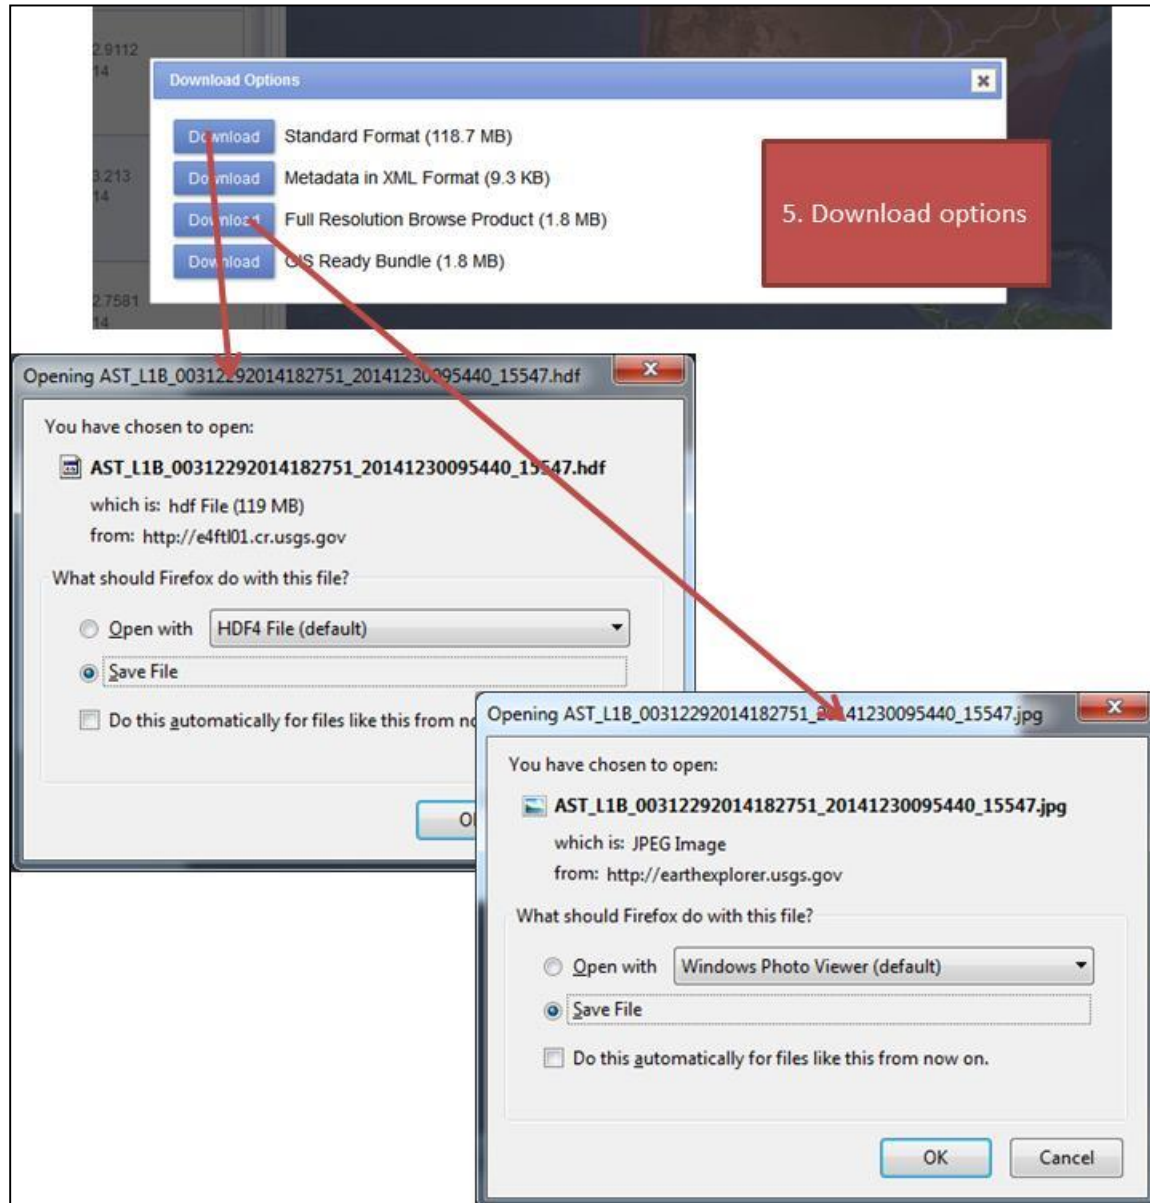 2.9112
14
Download Options
Download Standard Format (118.7 MB)
3.213
14
Download Metadata in XML Format (9.3 KB)
Download Full Resolution Browse Product (1.8 MB)
Download GIS Ready Bundle (1.8 MB)
5. Download options
2.7581
14
Opening AST_L1B_00312292014182751_20141230095440_15547.hdf
You have chosen to open:
AST_L1B_00312292014182751_20141230095440_15547.hdf
which is: hdf File (119 MB)
from: http://e4ftl01.cr.usgs.gov
What should Firefox do with this file?
Open with HDF4 File (default)
Save File
Do this automatically for files like this from no
Opening AST_L1B_00312292014182751_20141230095440_15547.jpg
You have chosen to open:
AST_L1B_00312292014182751_20141230095440_15547.jpg
which is: JPEG Image
from: http://earthexplorer.usgs.gov
What should Firefox do with this file?
Open with Windows Photo Viewer (default)
Save File
Do this automatically for files like this from now on.
OK Cancel